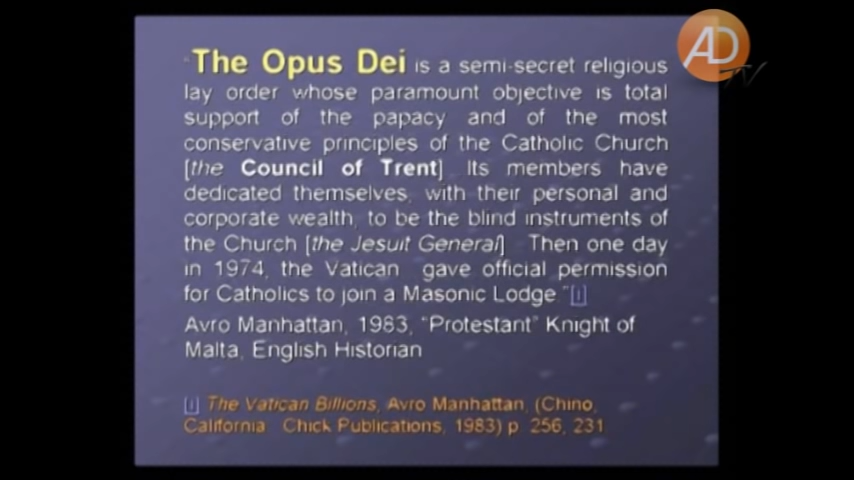 AD
TV
"The Opus Dei is a semi-secret religious
lay order whose paramount objective is total
support of the papacy and of the most
conservative principles of the Catholic Church
[the Council of Trent] Its members have
dedicated themselves, with their personal and
corporate wealth, to be the blind instruments of
the Church [the Jesuit General] Then one day
in 1974, the Vatican gave official permission
for Catholics to join a Masonic Lodge "[i]
Avro Manhattan, 1983, "Protestant" Knight of
Malta, English Historian
[i] The Vatican Billions, Avro Manhattan, (Chino,
California Chick Publications, 1983) p 256, 231